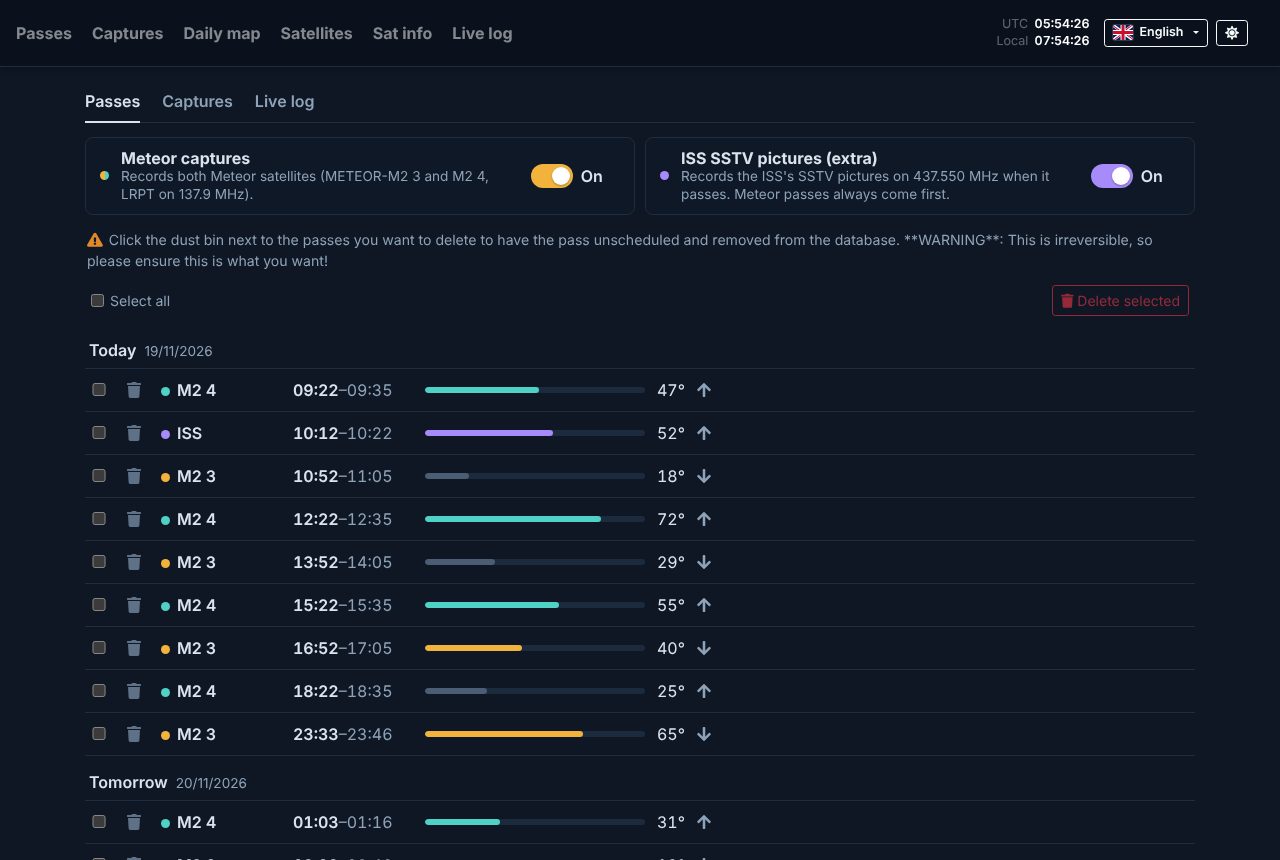 Passes Captures Daily map Satellites Sat info Live log
UTC 05:54:26
Local 07:54:26
English
Passes Captures Live log
Meteor captures
Records both Meteor satellites (METEOR-M2 3 and M2 4,
LRPT on 137.9 MHz).
On
ISS SSTV pictures (extra)
Records the ISS's SSTV pictures on 437.550 MHz when it
passes. Meteor passes always come first.
On
Click the dust bin next to the passes you want to delete to have the pass unscheduled and removed from the database. **WARNING**: This is irreversible, so
please ensure this is what you want!
Select all
Delete selected
Today 19/11/2026
M2 4 09:22–09:35 47° ↑
ISS 10:12–10:22 52° ↑
M2 3 10:52–11:05 18° ↓
M2 4 12:22–12:35 72° ↑
M2 3 13:52–14:05 29° ↓
M2 4 15:22–15:35 55° ↑
M2 3 16:52–17:05 40° ↓
M2 4 18:22–18:35 25° ↑
M2 3 23:33–23:46 65° ↓
Tomorrow 20/11/2026
M2 4 01:03–01:16 31° ↑